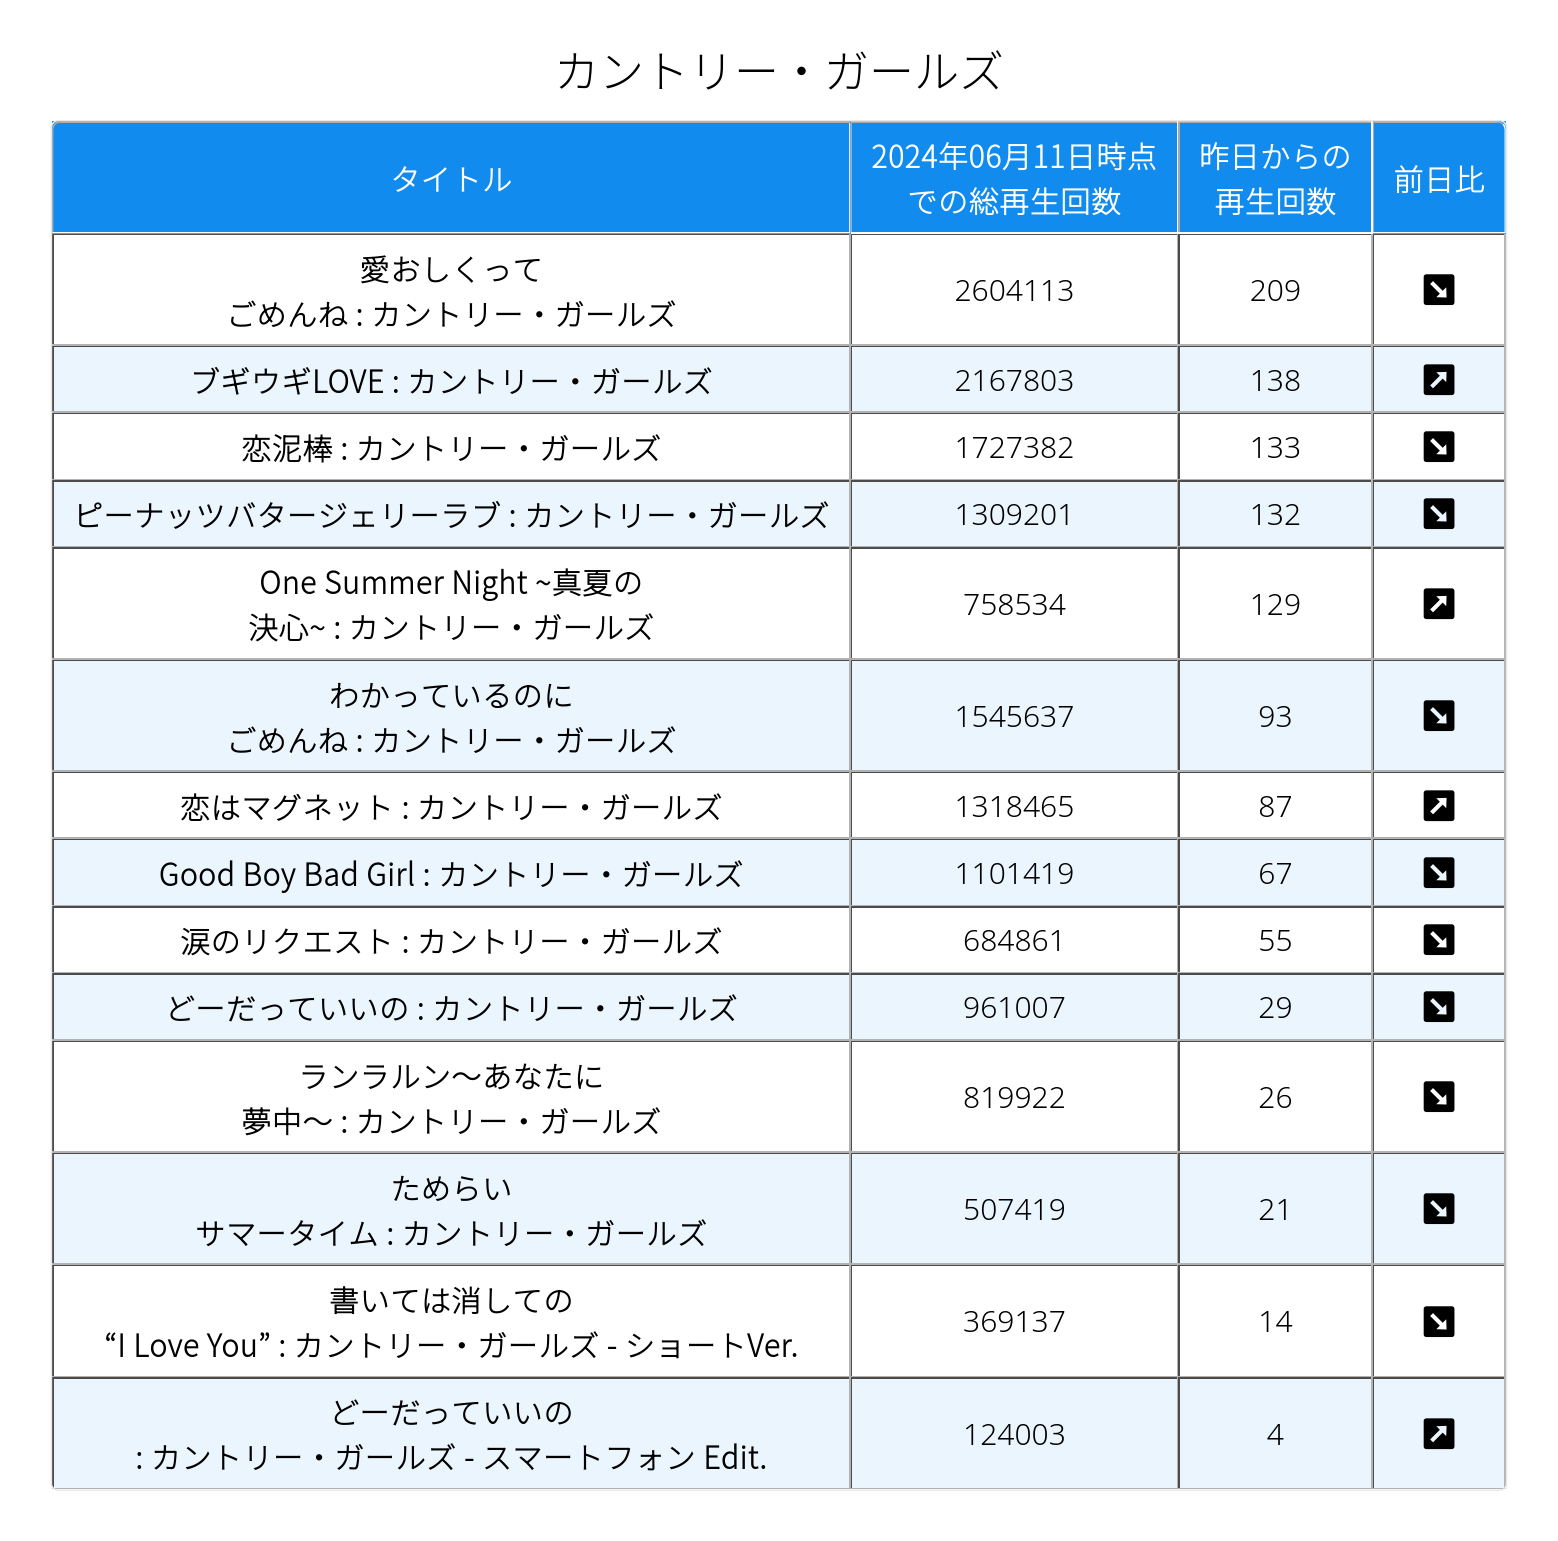 カントリー・ガールズ
タイトル
2024年06月11日時点
での総再生回数
昨日からの
再生回数
前日比
愛おしくって
ごめんね : カントリー・ガールズ
2604113
209
ブギウギLOVE : カントリー・ガールズ
2167803
138
恋泥棒 : カントリー・ガールズ
1727382
133
ピーナッツバタージェリーラブ : カントリー・ガールズ
1309201
132
One Summer Night ~真夏の
決心~ : カントリー・ガールズ
758534
129
わかっているのに
ごめんね : カントリー・ガールズ
1545637
93
恋はマグネット : カントリー・ガールズ
1318465
87
Good Boy Bad Girl : カントリー・ガールズ
1101419
67
涙のリクエスト : カントリー・ガールズ
684861
55
どーだっていいの : カントリー・ガールズ
961007
29
ランラルン～あなたに
夢中～ : カントリー・ガールズ
819922
26
ためらい
サマータイム : カントリー・ガールズ
507419
21
書いては消しての
“I Love You” : カントリー・ガールズ - ショートVer.
369137
14
どーだっていいの
: カントリー・ガールズ - スマートフォン Edit.
124003
4